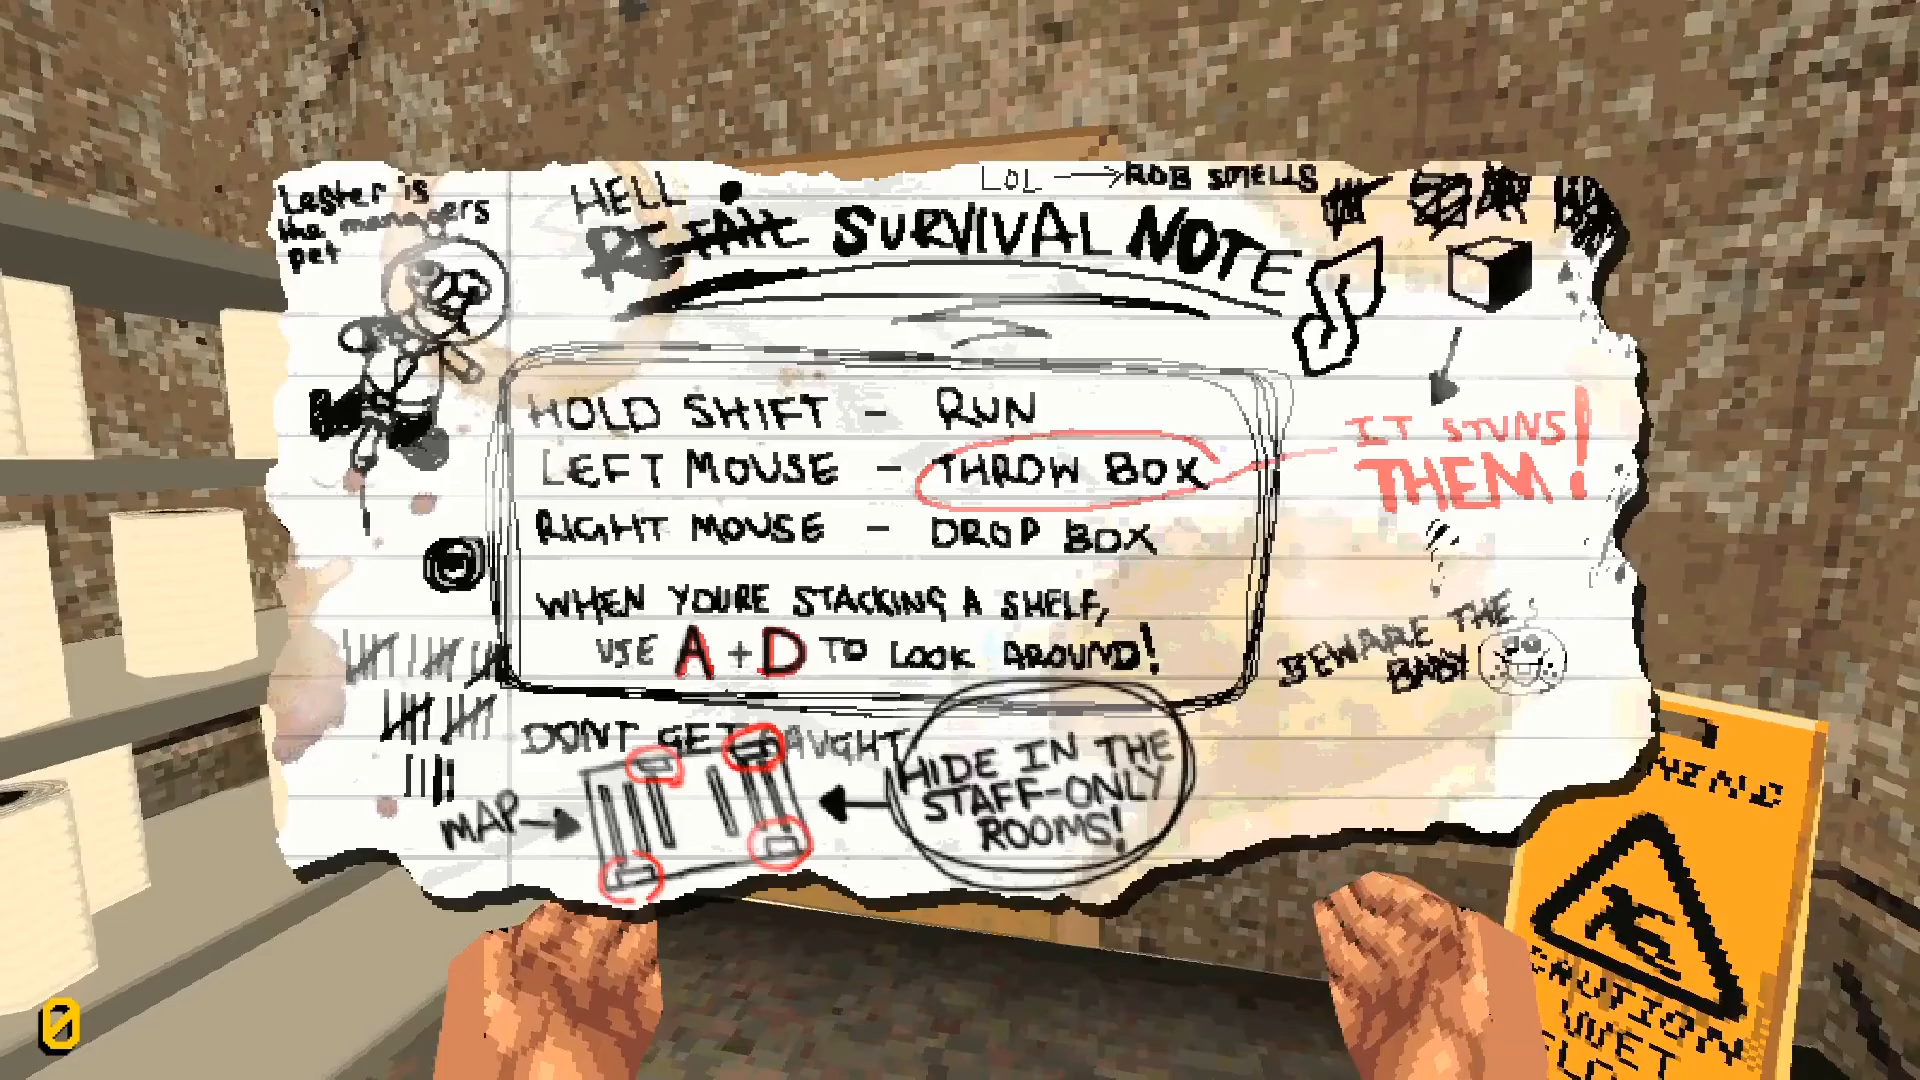 Lester is
the managers
pet
LOL → ROB SMELLS
HELL
RETAIL SURVIVAL NOTE
HOLD SHIFT - RUN
LEFT MOUSE - THROW BOX
RIGHT MOUSE - DROP BOX
WHEN YOURE STACKING A SHELF,
USE A + D TO LOOK AROUND!
IT STUNS
THEM!
BEWARE THE
BABY
DONT GET CAUGHT
MAP
HIDE IN THE
STAFF-ONLY
ROOMS!
CAUTION
WET
0